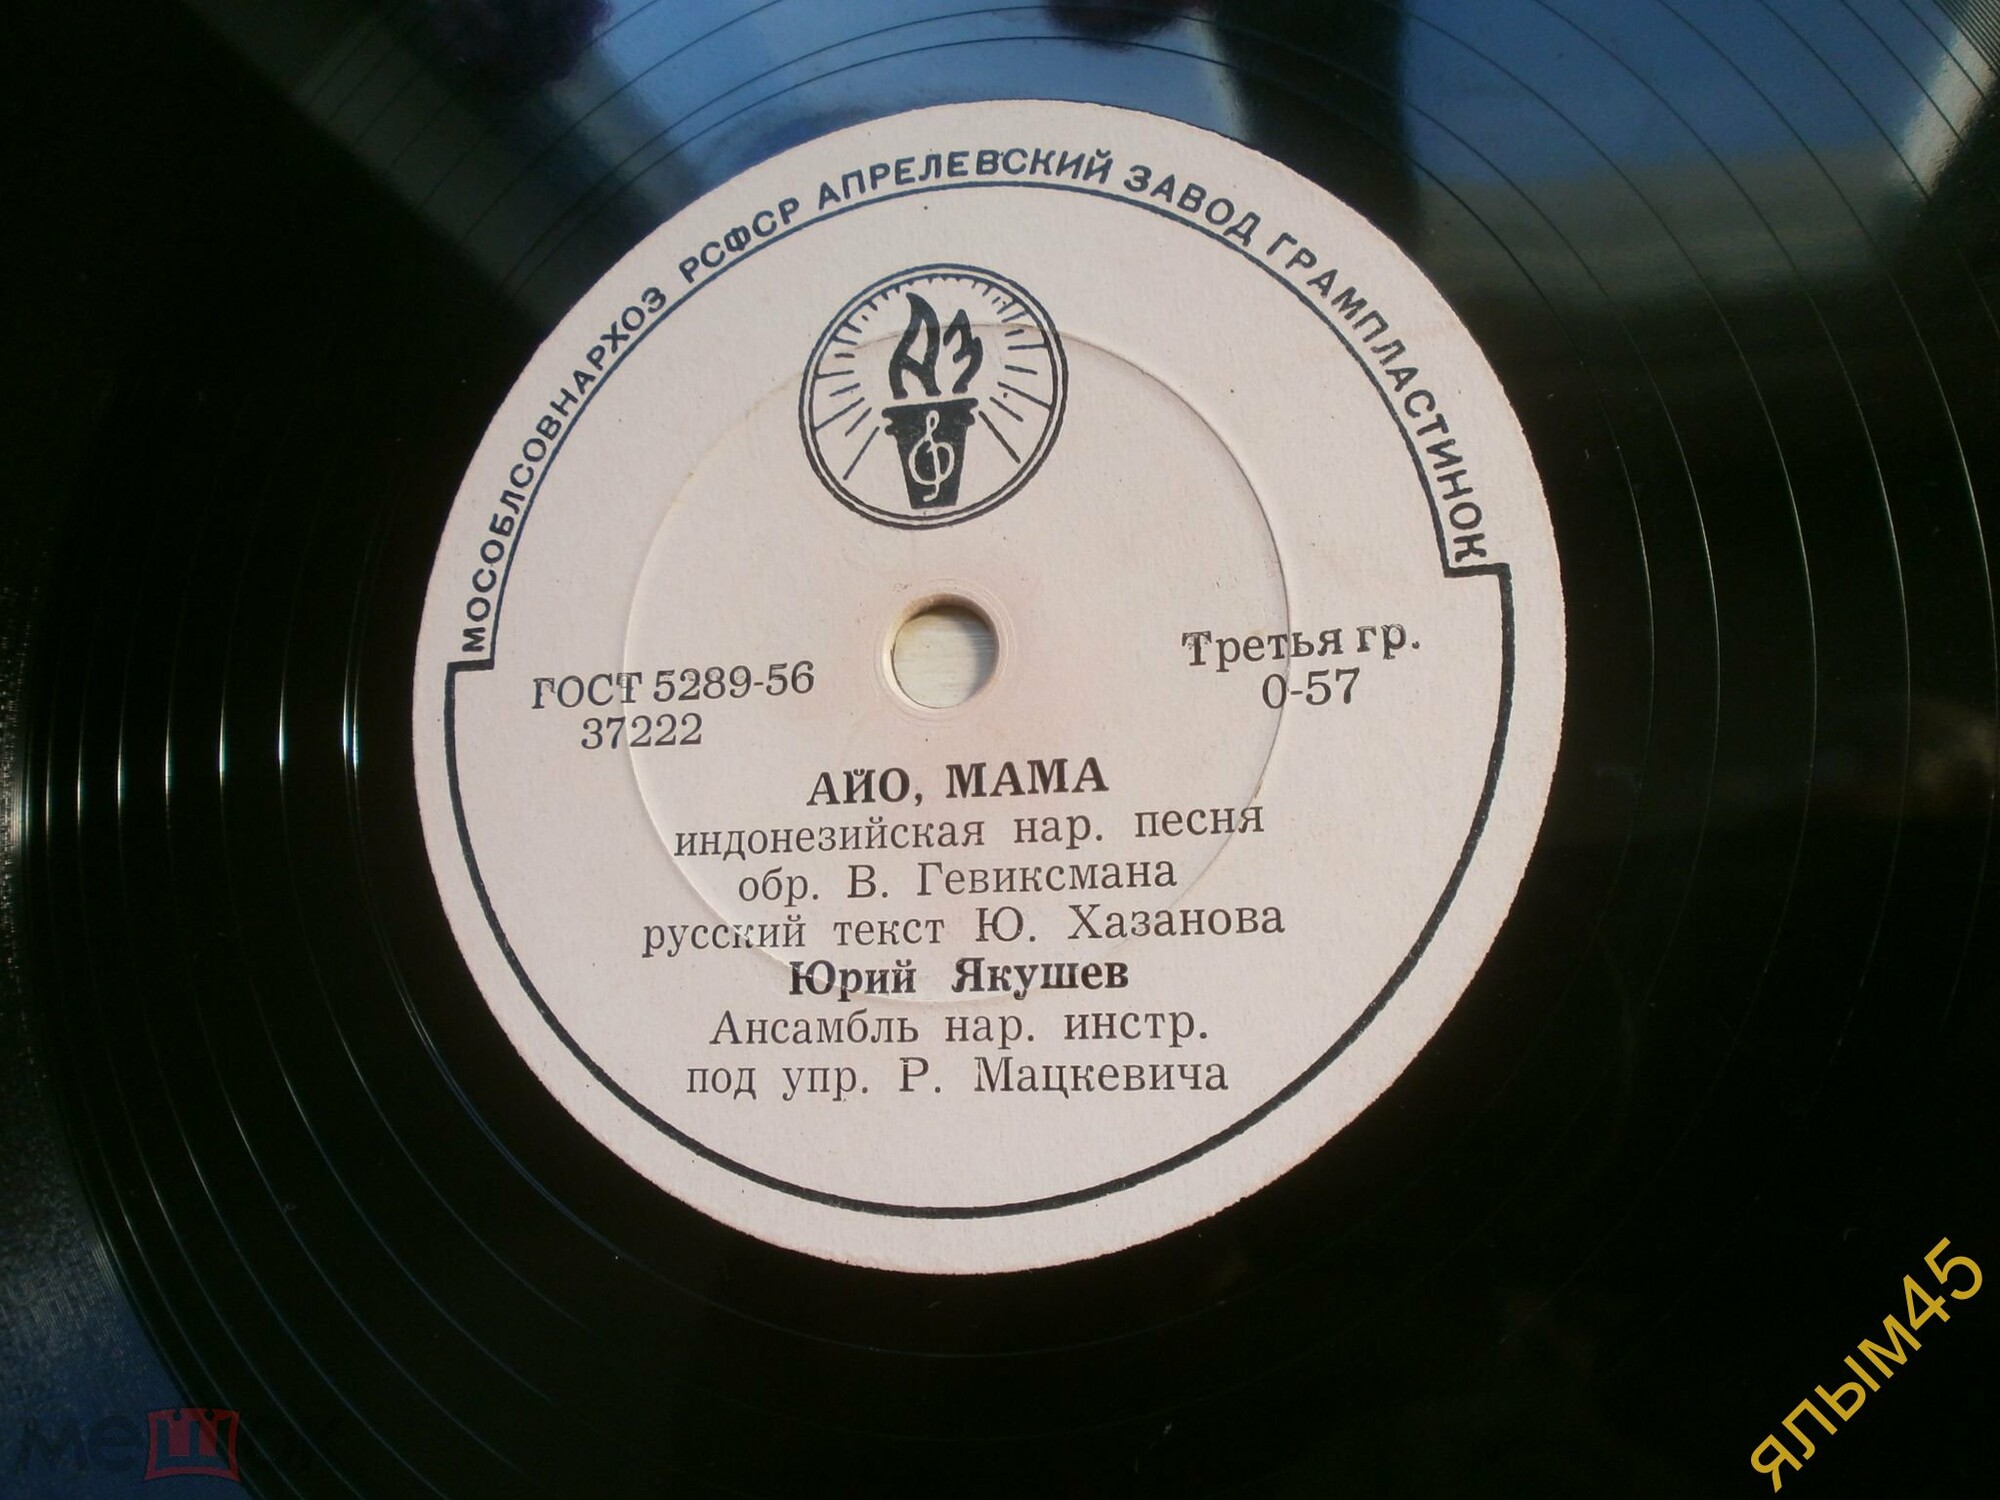 МОСОБЛСОВНАРХОЗ РСФСР АПРЕЛЕВСКИЙ ЗАВОД ГРАМПЛАСТИНОК
АЗ
ГОСТ 5289-56
37222
Третья гр.
0-57
АЙО, МАМА
индонезийская нар. песня
обр. В. Гевиксмана
русский текст Ю. Хазанова
Юрий Якушев
Ансамбль нар. инстр.
под упр. Р. Мацкевича
мешок
ялым45